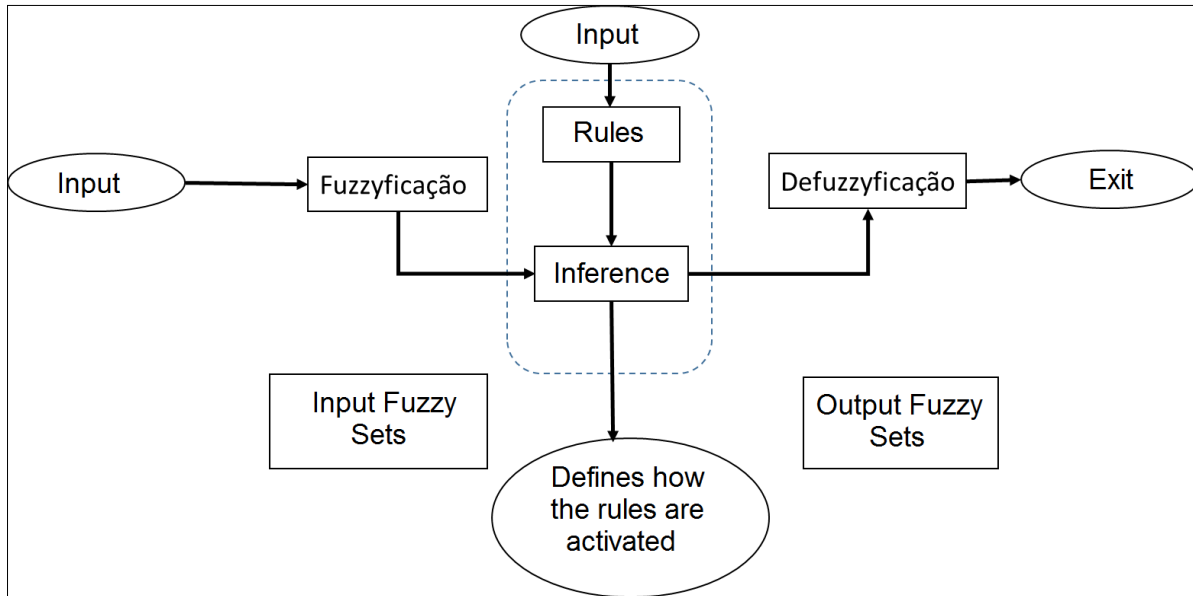 Input
Rules
Input
Fuzzyficação
Defuzzyficação
Exit
Inference
Input Fuzzy
Sets
Output Fuzzy
Sets
Defines how
the rules are
activated